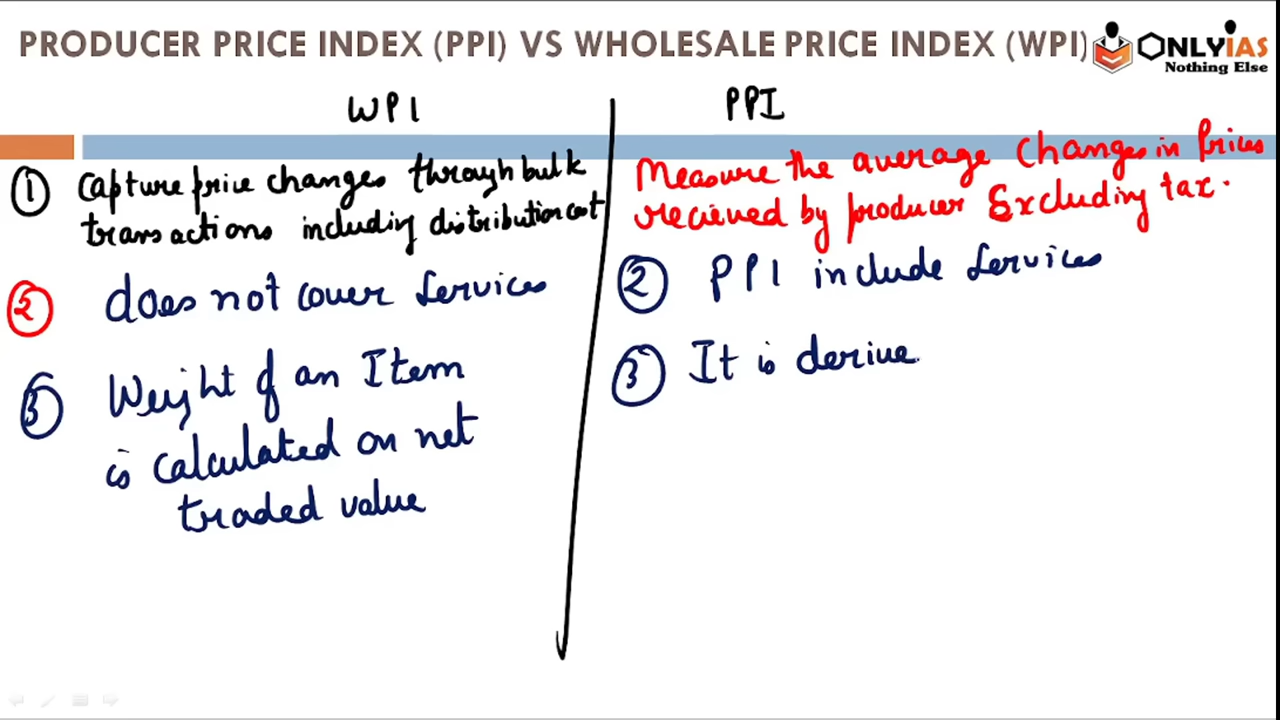 PRODUCER PRICE INDEX (PPI) VS WHOLESALE PRICE INDEX (WPI)
ONLYIAS
Nothing Else
WPI
① Capture price changes through bulk
transactions including distribution cost
② does not cover services
③ Weight of an Item
is calculated on net
traded value
PPI
Measure the average changes in Prices
recieved by producer Excluding tax.
② PPI include services
③ It is derive